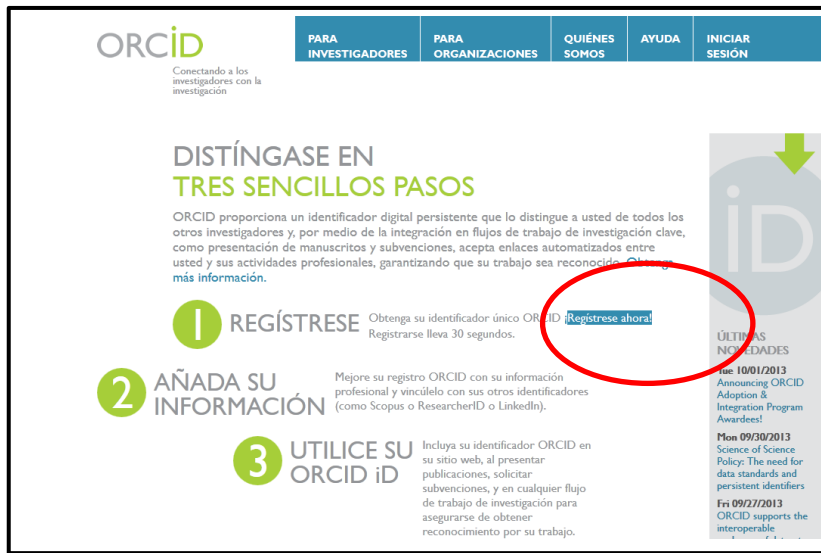 ORCiD
Conectando a los
investigadores con la
investigación
PARA
INVESTIGADORES
PARA
ORGANIZACIONES
QUIÉNES
SOMOS
AYUDA
INICIAR
SESIÓN
DISTÍNGASE EN
TRES SENCILLOS PASOS
ORCID proporciona un identificador digital persistente que lo distingue a usted de todos los
otros investigadores y, por medio de la integración en flujos de trabajo de investigación clave,
como presentación de manuscritos y subvenciones, acepta enlaces automatizados entre
usted y sus actividades profesionales, garantizando que su trabajo sea reconocido. Obtenga
más información.
1 REGÍSTRESE
Obtenga su identificador único ORCID ¡Regístrese ahora!
Registrarse lleva 30 segundos.
2 AÑADA SU
INFORMACIÓN
Mejore su registro ORCID con su información
profesional y vincúlelo con sus otros identificadores
(como Scopus o ResearcherID o LinkedIn).
3 UTILICE SU
ORCID iD
Incluya su identificador ORCID en
su sitio web, al presentar
publicaciones, solicitar
subvenciones, y en cualquier flujo
de trabajo de investigación para
asegurarse de obtener
reconocimiento por su trabajo.
iD
ÚLTIMAS
NOVEDADES
Tue 10/01/2013
Announcing ORCID
Adoption &
Integration Program
Awardees!
Mon 09/30/2013
Science of Science
Policy: The need for
data standards and
persistent identifiers
Fri 09/27/2013
ORCID supports the
interoperable